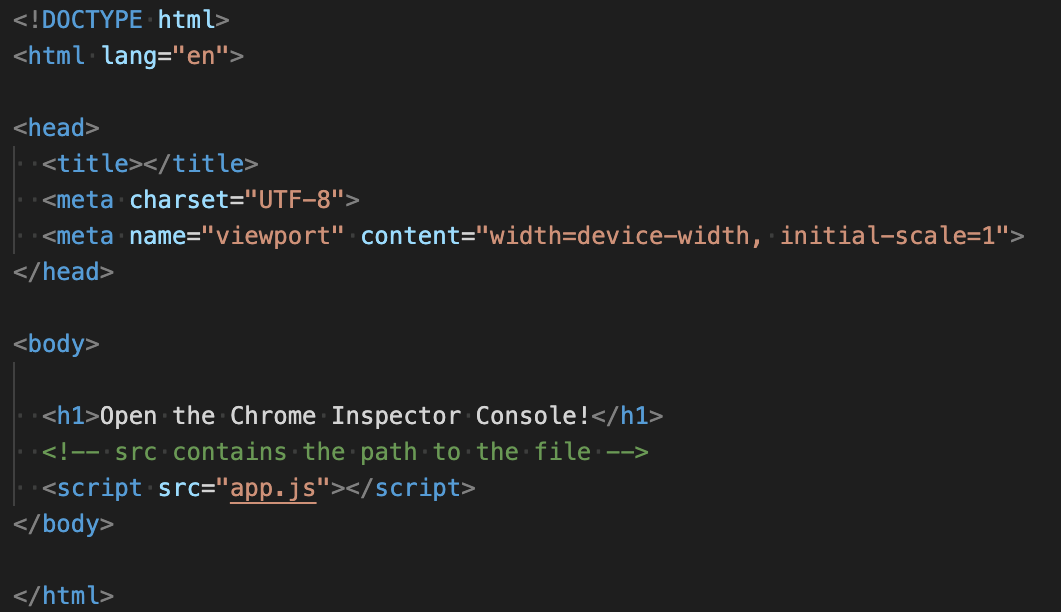 <!DOCTYPE html>
<html lang="en">
<head>
<title></title>
<meta charset="UTF-8">
<meta name="viewport" content="width=device-width, initial-scale=1">
</head>
<body>
<h1>Open the Chrome Inspector Console!</h1>
<!-- src contains the path to the file -->
<script src="app.js"></script>
</body>
</html>